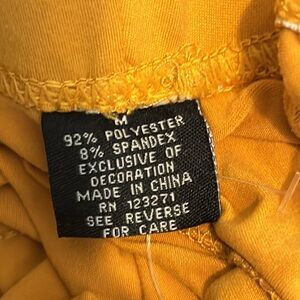 M
92% POLYESTER
8% SPANDEX
EXCLUSIVE OF
DECORATION
MADE IN CHINA
RN 123271
SEE REVERSE
FOR CARE